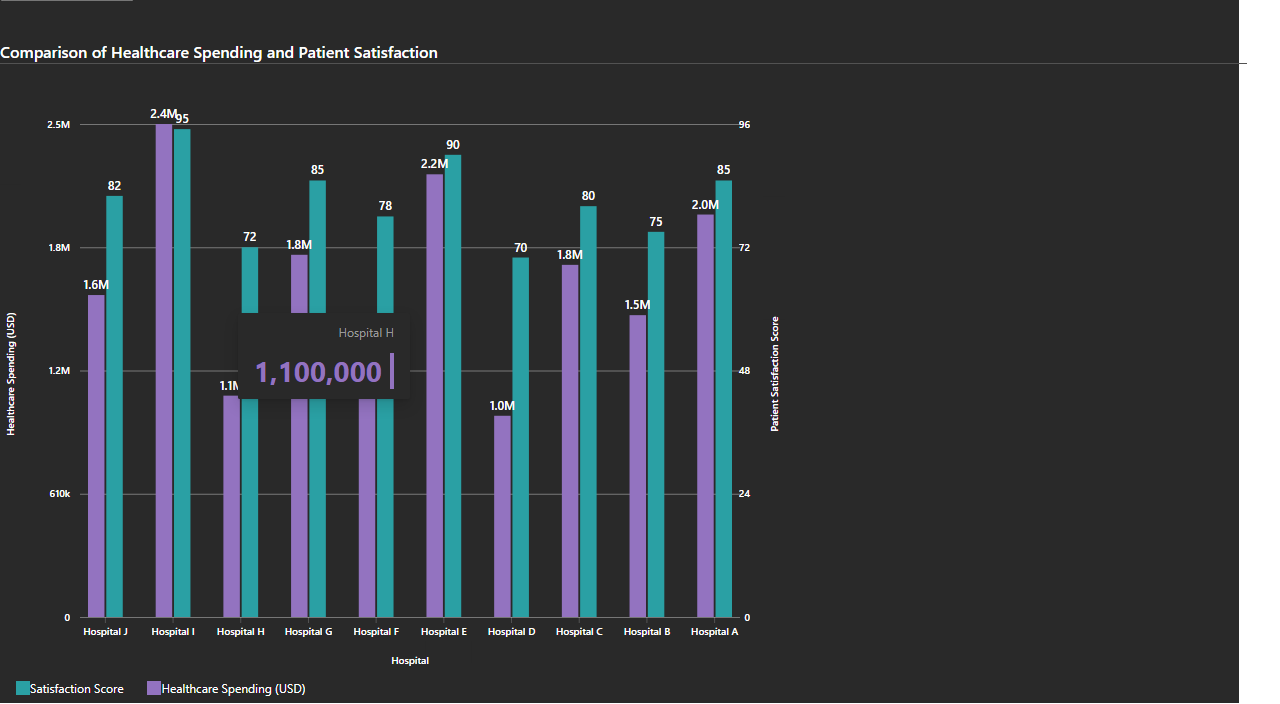 Comparison of Healthcare Spending and Patient Satisfaction
2.4M 95
2.5M 96
90
2.2M
82 85 85
78 80
2.0M
75
72 1.8M 70
1.8M 72
1.8M
1.6M
1.5M
Healthcare Spending (USD)
Patient Satisfaction Score
Hospital H
1,100,000
1.2M 48
1.1M
1.0M
610k 24
0 0
Hospital J Hospital I Hospital H Hospital G Hospital F Hospital E Hospital D Hospital C Hospital B Hospital A
Hospital
Satisfaction Score Healthcare Spending (USD)